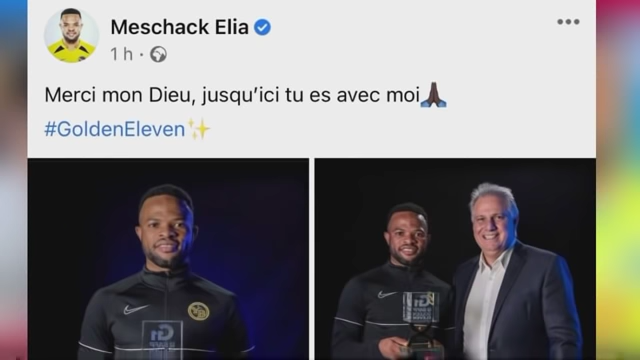 Meschack Elia
1 h ·
Merci mon Dieu, jusqu'ici tu es avec moi🙏🏿
#GoldenEleven✨